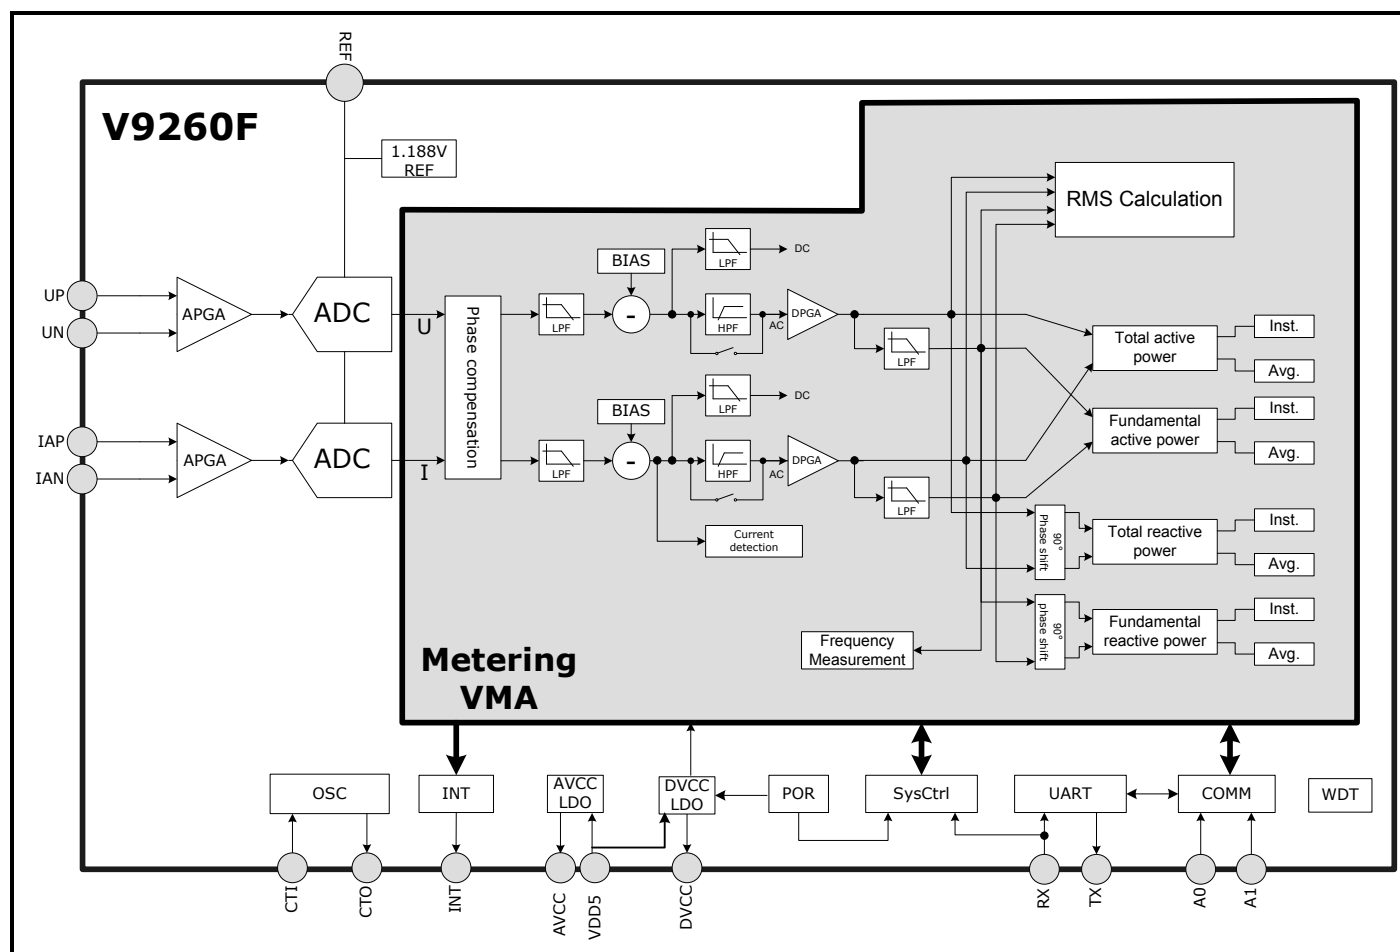 REF
V9260F
1.188V
REF
RMS Calculation
UP
UN
APGA
ADC
U
Phase compensation
LPF
BIAS
-
LPF
DC
HPF
AC
DPGA
LPF
Total active
power
Inst.
Avg.
IAP
IAN
APGA
ADC
I
LPF
BIAS
-
LPF
DC
HPF
AC
DPGA
LPF
Fundamental
active power
Inst.
Avg.
Current
detection
90°
Phase shift
Total reactive
power
Inst.
Avg.
90°
phase shift
Fundamental
reactive power
Inst.
Avg.
Frequency
Measurement
Metering
VMA
OSC
INT
AVCC
LDO
DVCC
LDO
POR
SysCtrl
UART
COMM
WDT
CTI
CTO
INT
AVCC
VDD5
DVCC
RX
TX
A0
A1